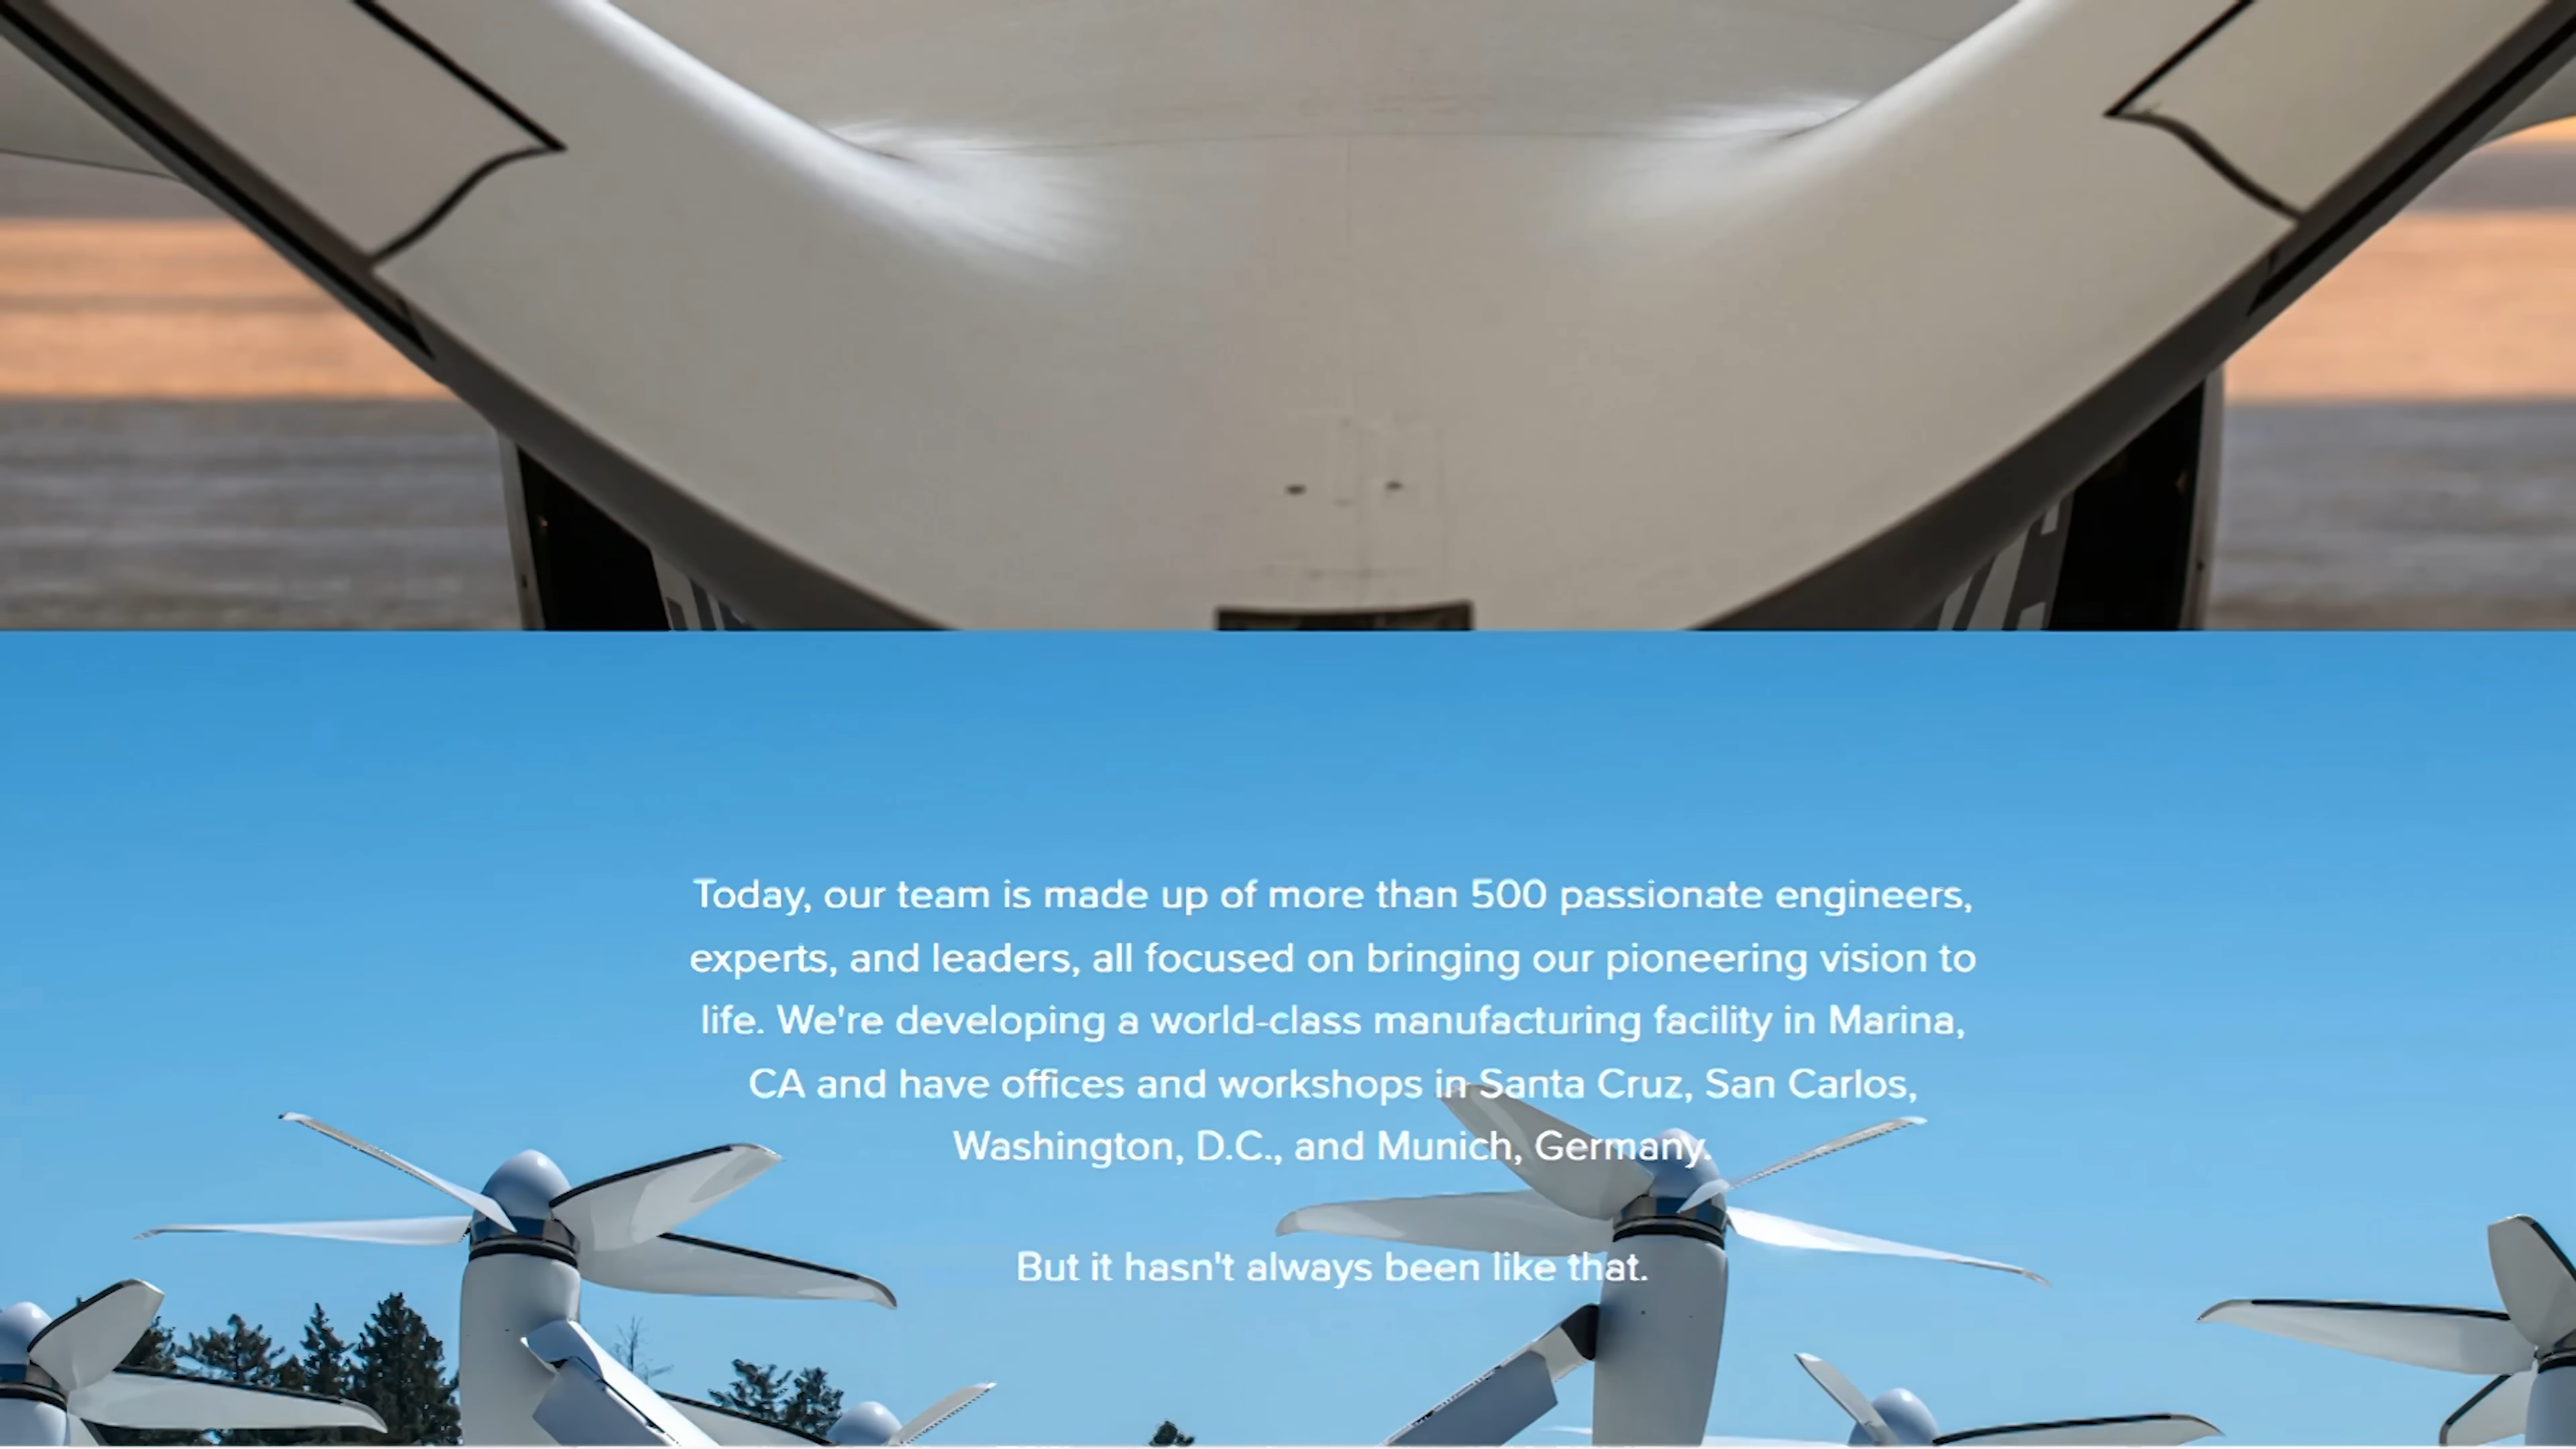 Today, our team is made up of more than 500 passionate engineers,
experts, and leaders, all focused on bringing our pioneering vision to
life. We're developing a world-class manufacturing facility in Marina,
CA and have offices and workshops in Santa Cruz, San Carlos,
Washington, D.C., and Munich, Germany.
But it hasn't always been like that.